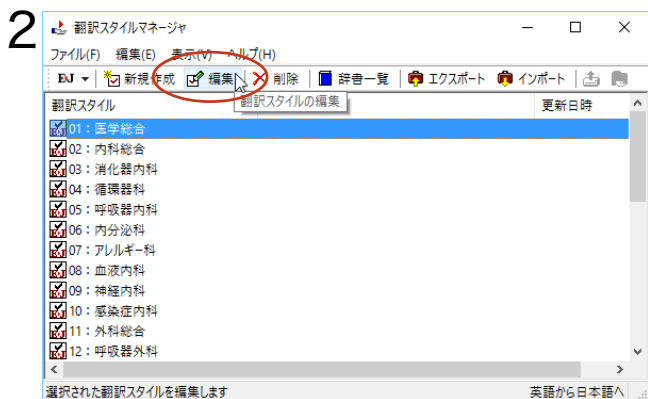 2
翻訳スタイルマネージャ
ファイル(F) 編集(E) 表示(V) ヘルプ(H)
EJ 新規作成 編集 削除 辞書一覧 エクスポート インポート
翻訳スタイルの編集
翻訳スタイル 更新日時
01：医学総合
02：内科総合
03：消化器内科
04：循環器科
05：呼吸器内科
06：内分泌科
07：アレルギー科
08：血液内科
09：神経内科
10：感染症内科
11：外科総合
12：呼吸器外科
選択された翻訳スタイルを編集します 英語から日本語へ